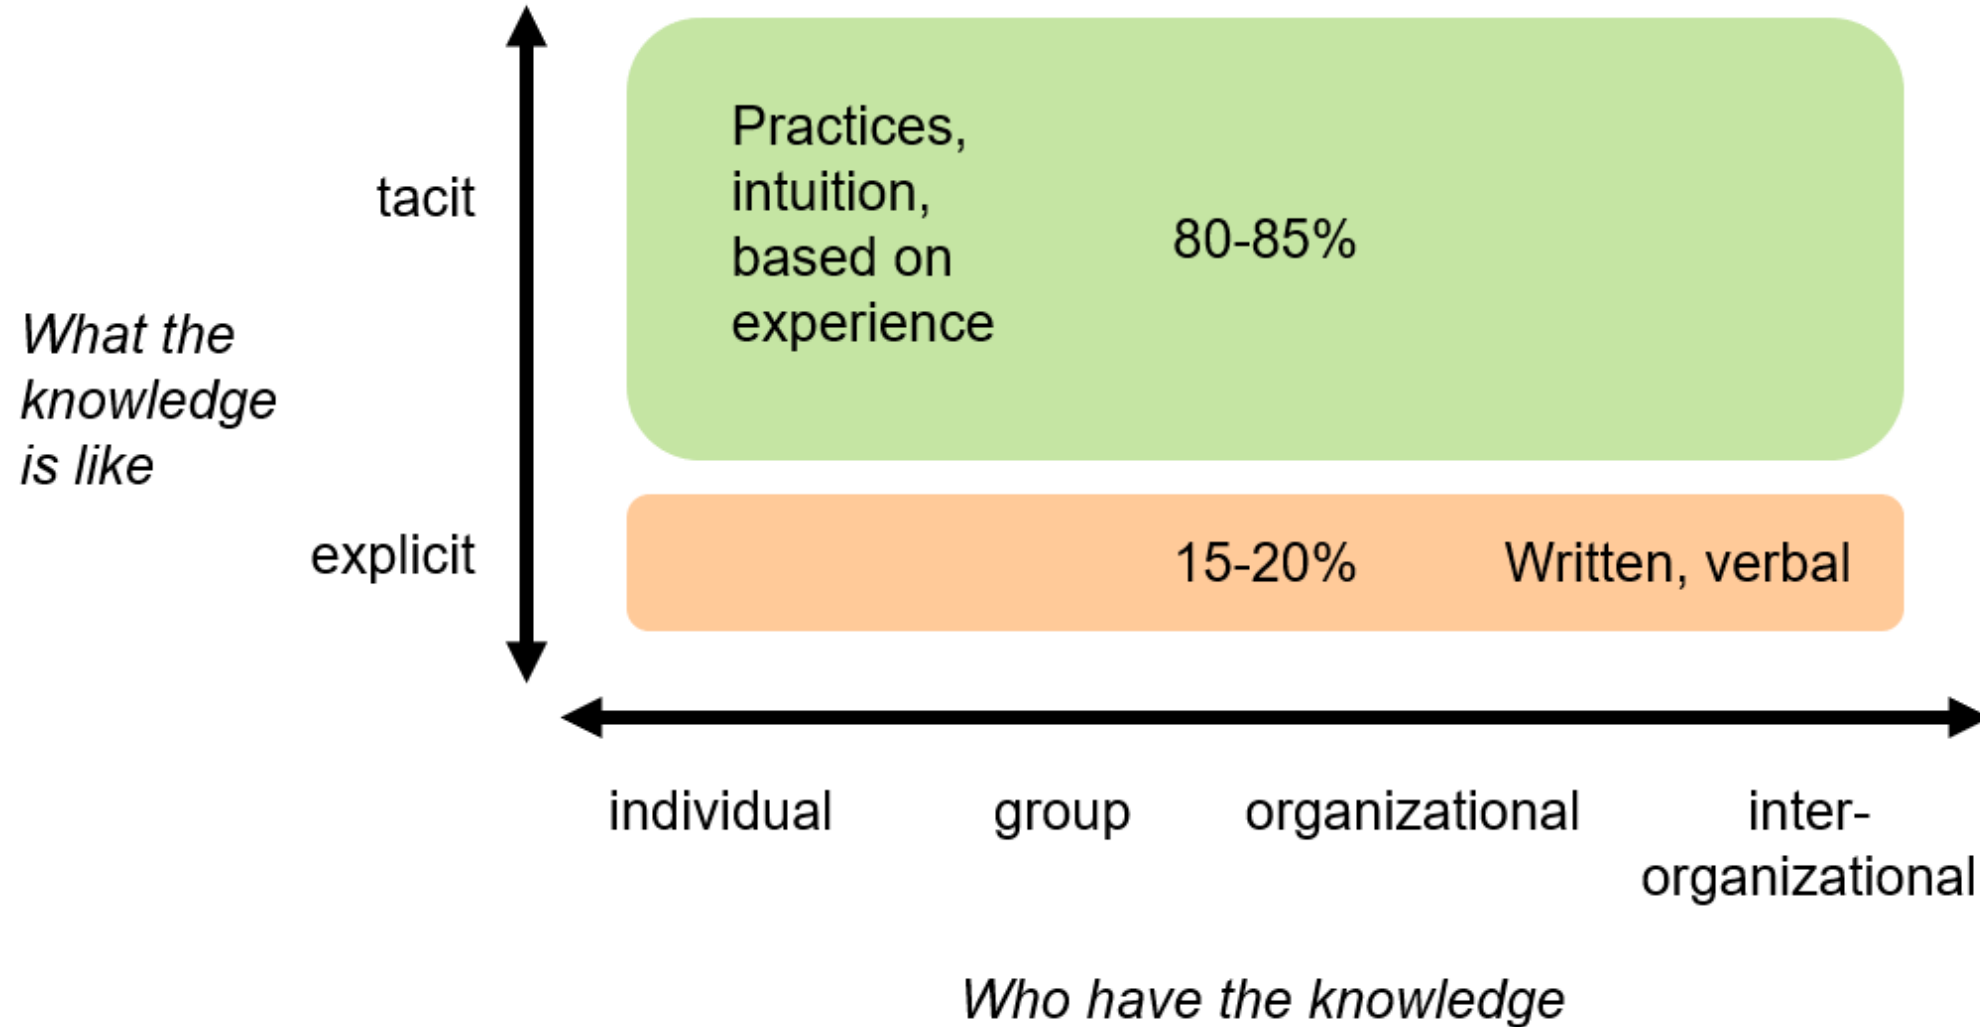 Practices,
intuition,
based on
experience
80-85%
tacit
What the
knowledge
is like
explicit
15-20%
Written, verbal
individual
group
organizational
inter-
organizational
Who have the knowledge